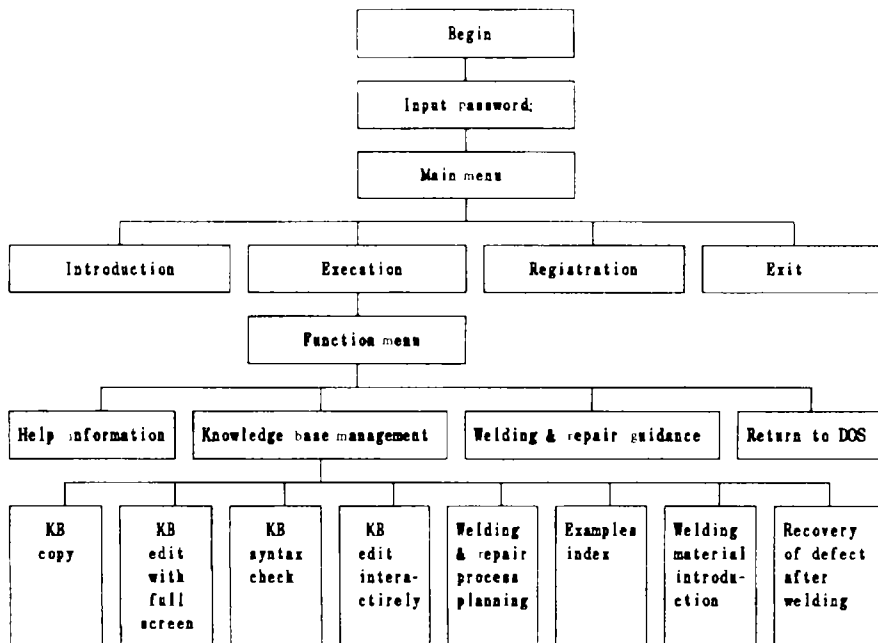 Begin
Input password;
Main menu
Introduction
Execation
Registration
Exit
Function menu
Help information
Knowledge base management
Welding & repair guidance
Return to DOS
KB
copy
KB
edit
with
full
screen
KB
syntax
check
KB
edit
intera-
ctirely
Welding
& repair
process
planning
Examples
index
Welding
material
introdu-
ction
Recovery
of defect
after
welding